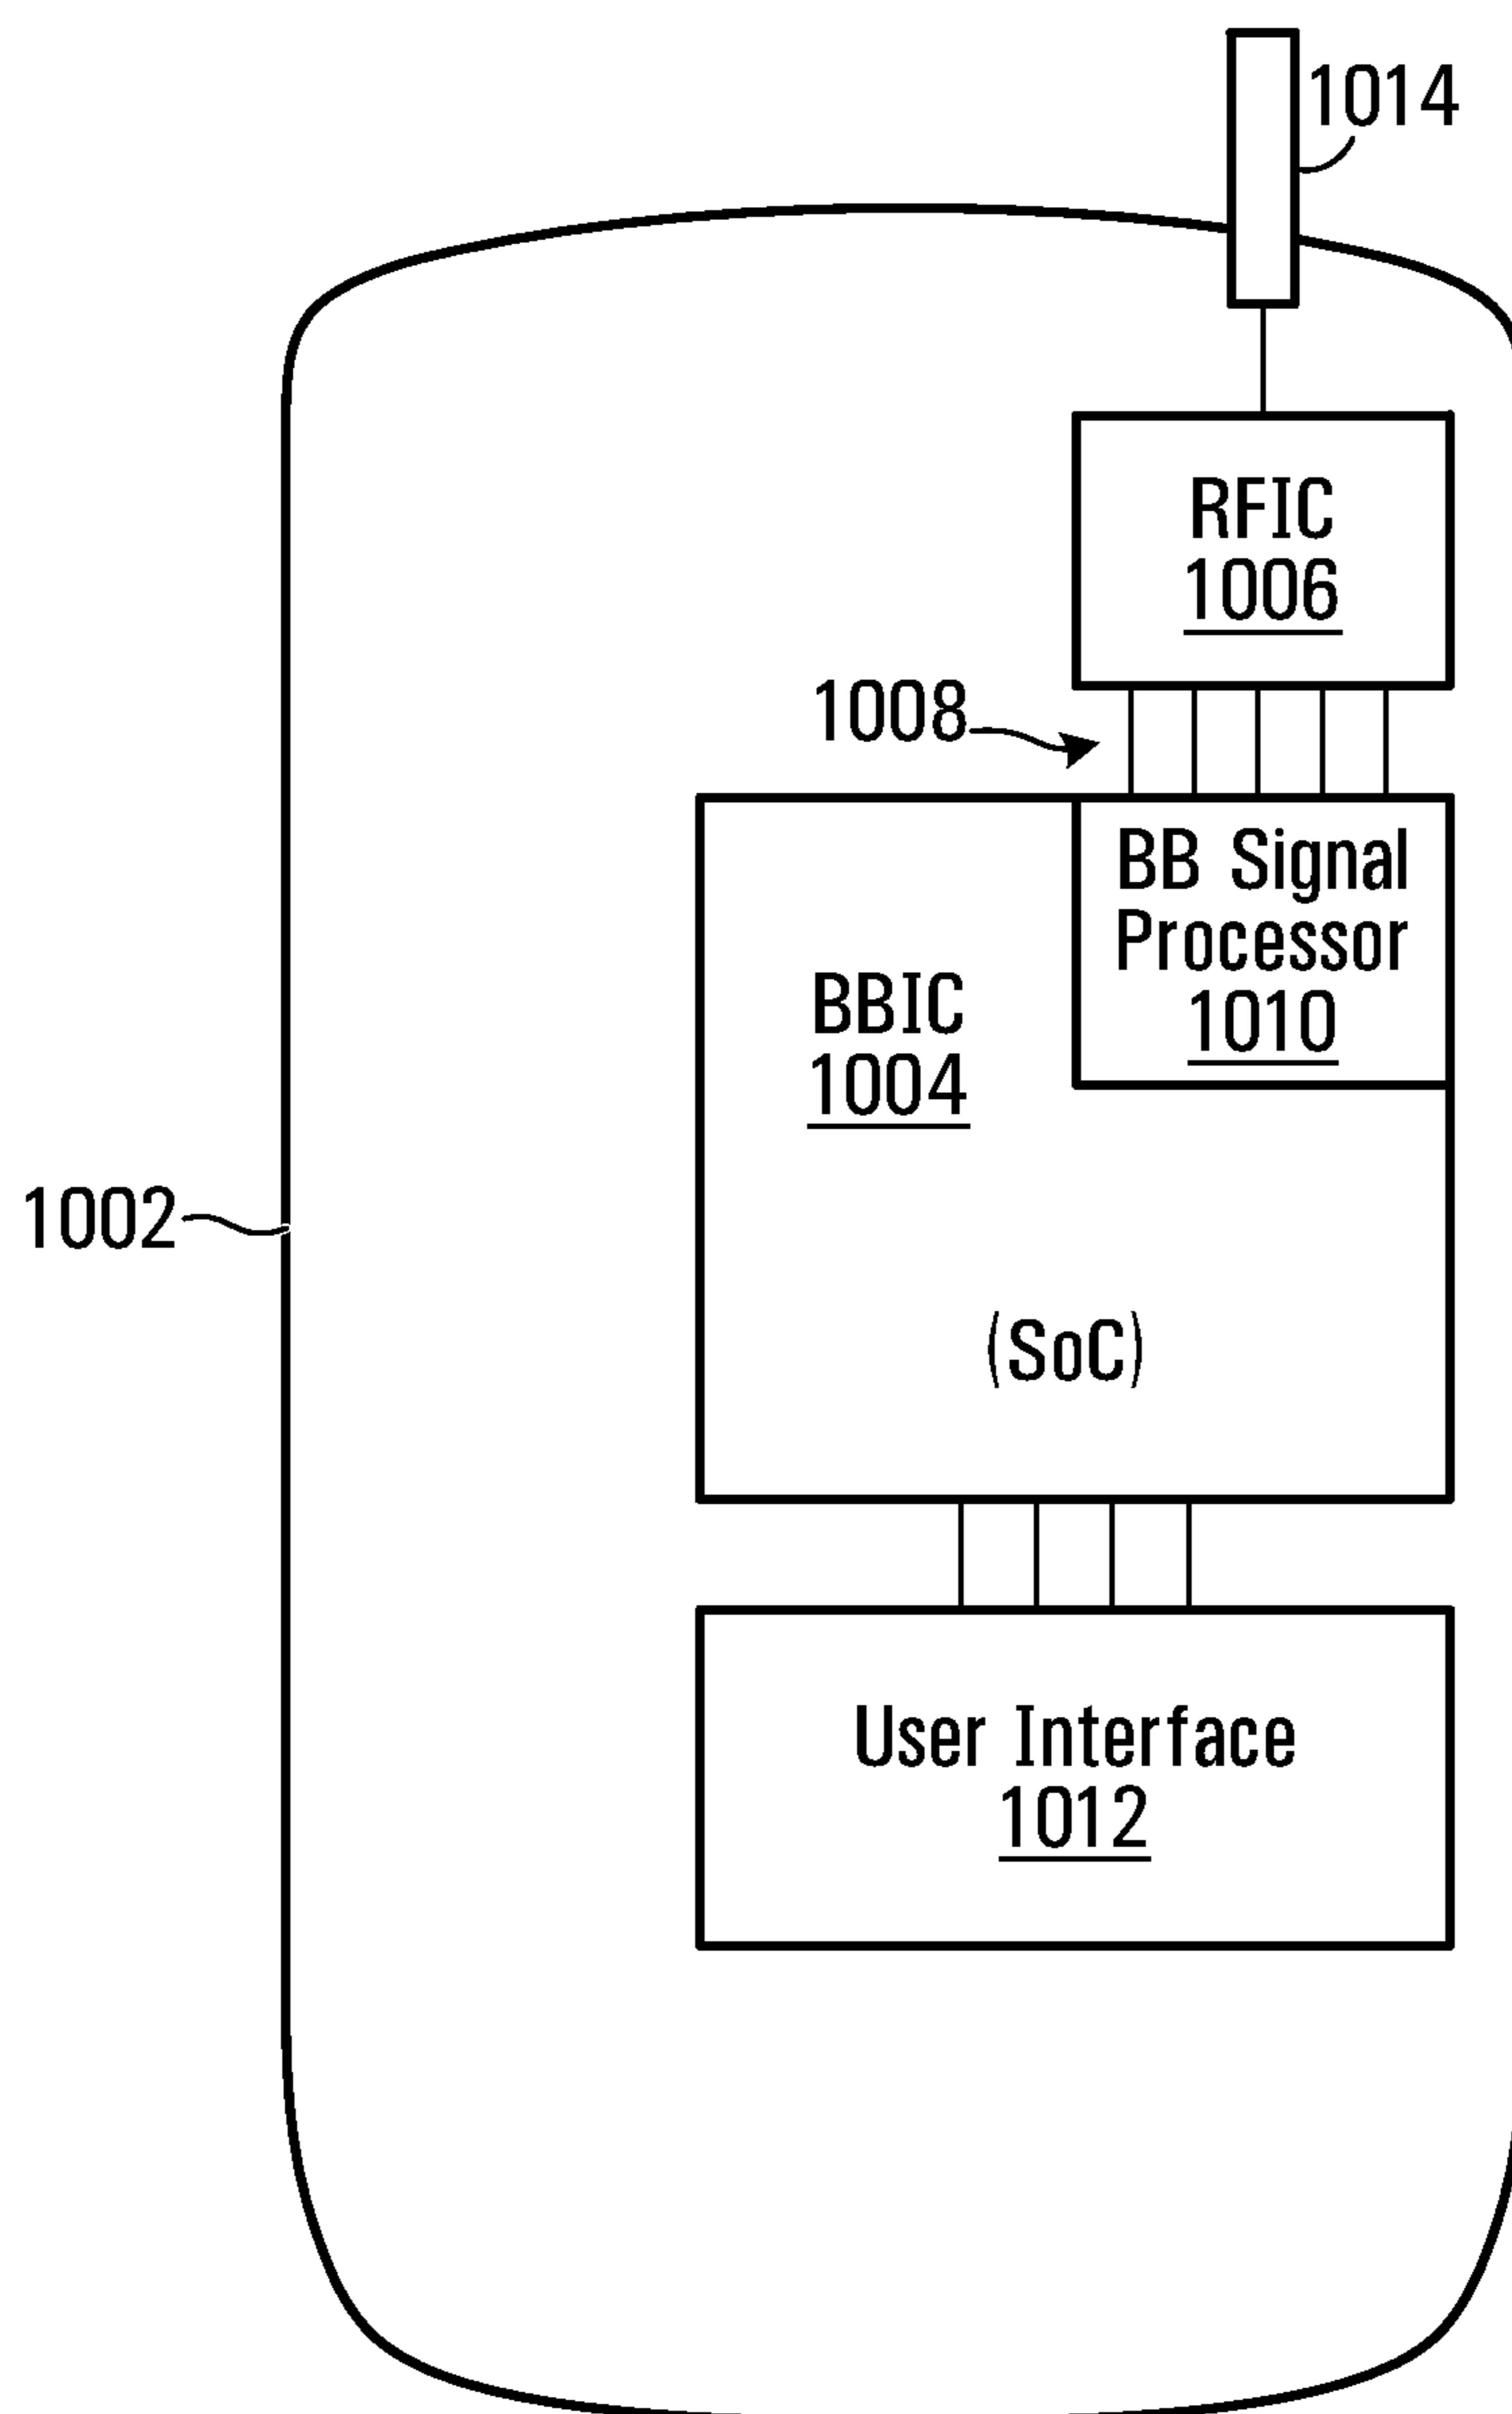 1014
RFIC
1006
1008
BB Signal
Processor
1010
BBIC
1004
1002
(SoC)
User Interface
1012